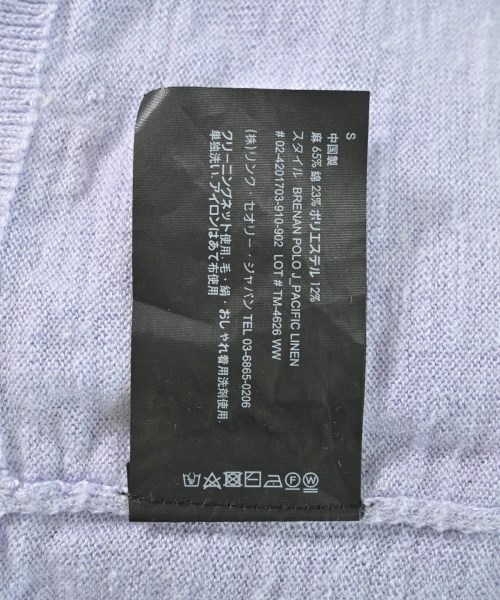 S
中国製
麻 65% 綿 23% ポリエステル 12%
スタイル BRENAN POLO J_PACIFIC LINEN
# 02-4201703-910-902 LOT # TM-4626 WW
(株)リンク・セオリー・ジャパン TEL 03-6865-0206
クリーニングネット使用. 毛・絹・おしゃれ着用洗剤使用.
単独洗い. アイロンはあて布使用